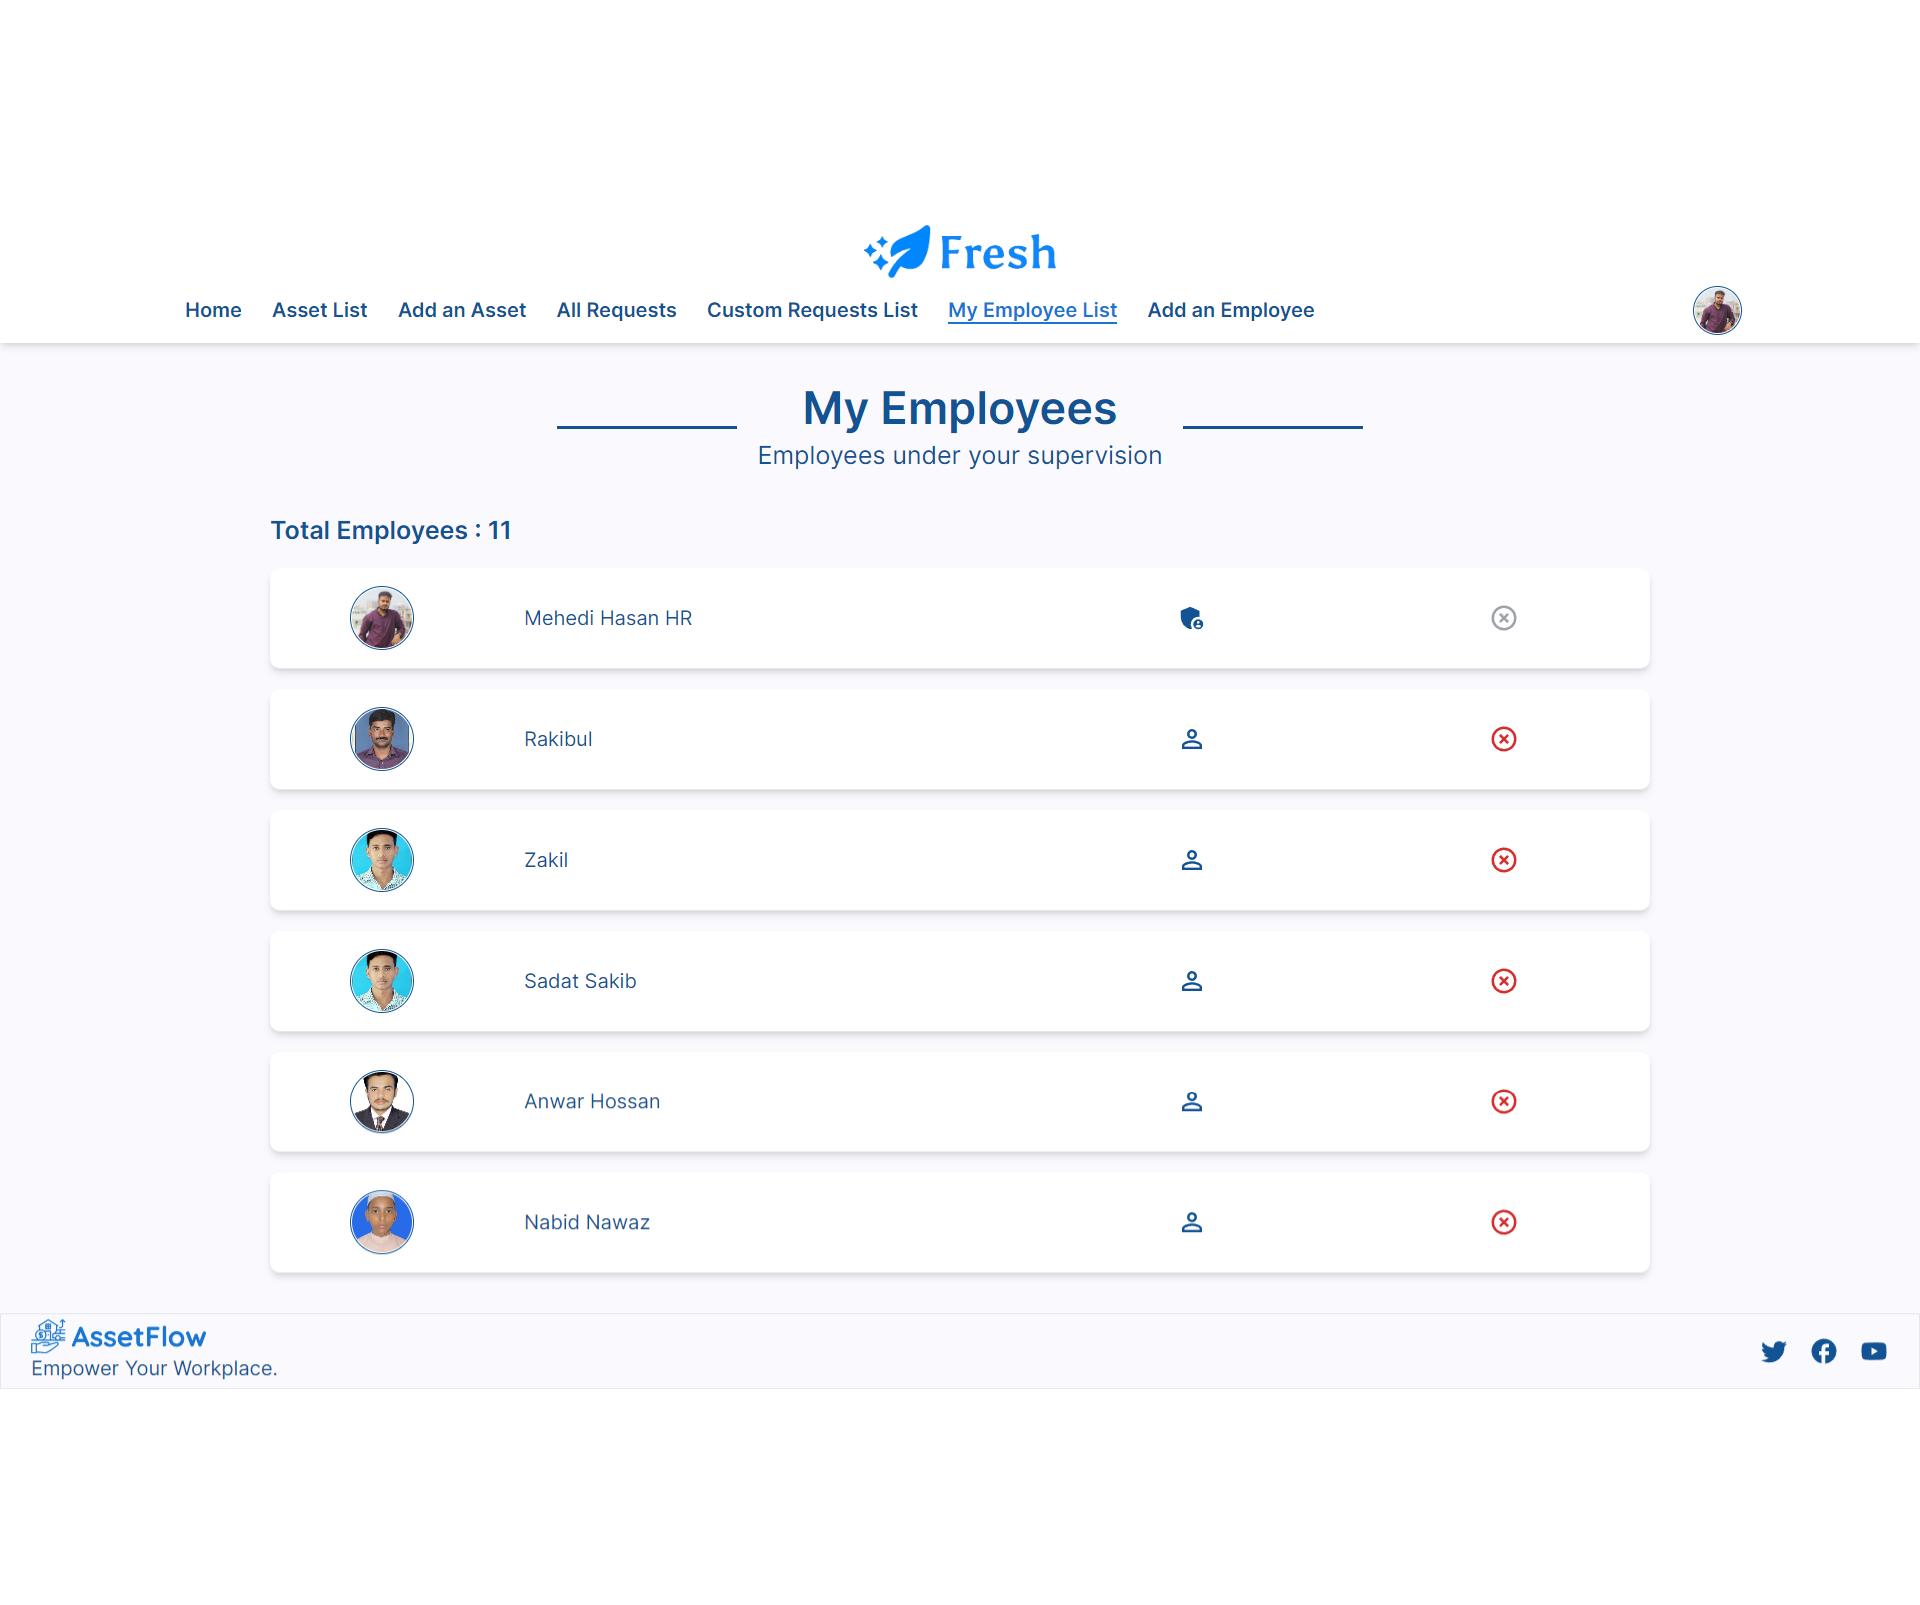 Fresh
Home Asset List Add an Asset All Requests Custom Requests List My Employee List Add an Employee
My Employees
Employees under your supervision
Total Employees : 11
Mehedi Hasan HR
Rakibul
Zakil
Sadat Sakib
Anwar Hossan
Nabid Nawaz
AssetFlow
Empower Your Workplace.